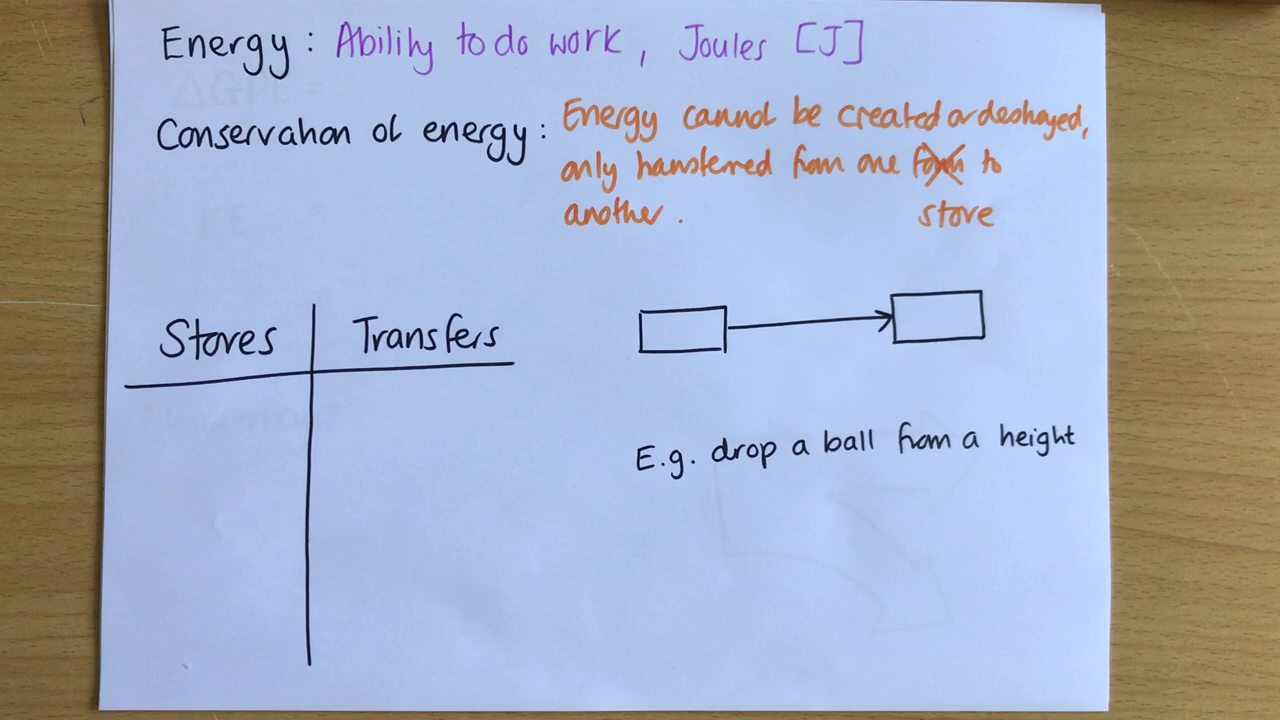 Energy : Ability to do work , Joules [J]
Conservation of energy : Energy cannot be created or destroyed,
only transferred from one form to
another . store
Stores Transfers
E.g. drop a ball from a height